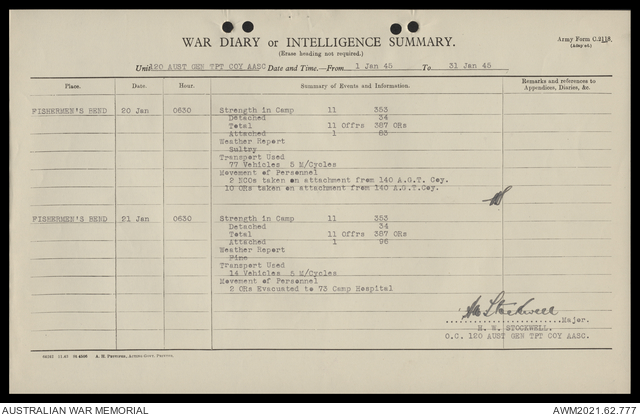 WAR DIARY or INTELLIGENCE SUMMARY.
(Erase heading not required.)
Army Form C.2118.
(Adapted)
Unit 120 AUST GEN TPT COY AASC Date and Time.—From 1 Jan 45 To 31 Jan 45
Place. Date. Hour. Summary of Events and Information. Remarks and references to
Appendices, Diaries, &c.
FISHERMEN'S BEND 20 Jan 0630 Strength in Camp 11 353
Detached 34
Total 11 Offrs 387 ORs
Attached 1 83
Weather Report
Sultry
Transport Used
77 Vehicles 5 M/Cycles
Movement of Personnel
2 NCOs taken on attachment from 140 A.G.T. Coy.
10 ORs taken on attachment from 140 A.G.T.Coy.
FISHERMEN'S BEND 21 Jan 0630 Strength in Camp 11 353
Detached 34
Total 11 Offrs 387 ORs
Attached 1 96
Weather Report
Fine
Transport Used
14 Vehicles 5 M/Cycles
Movement of Personnel
2 ORs Evacuated to 73 Camp Hospital
Stockwell
Major.
H. W. STOCKWELL.
O.C. 120 AUST GEN TPT COY AASC.
AUSTRALIAN WAR MEMORIAL
AWM2021.62.777